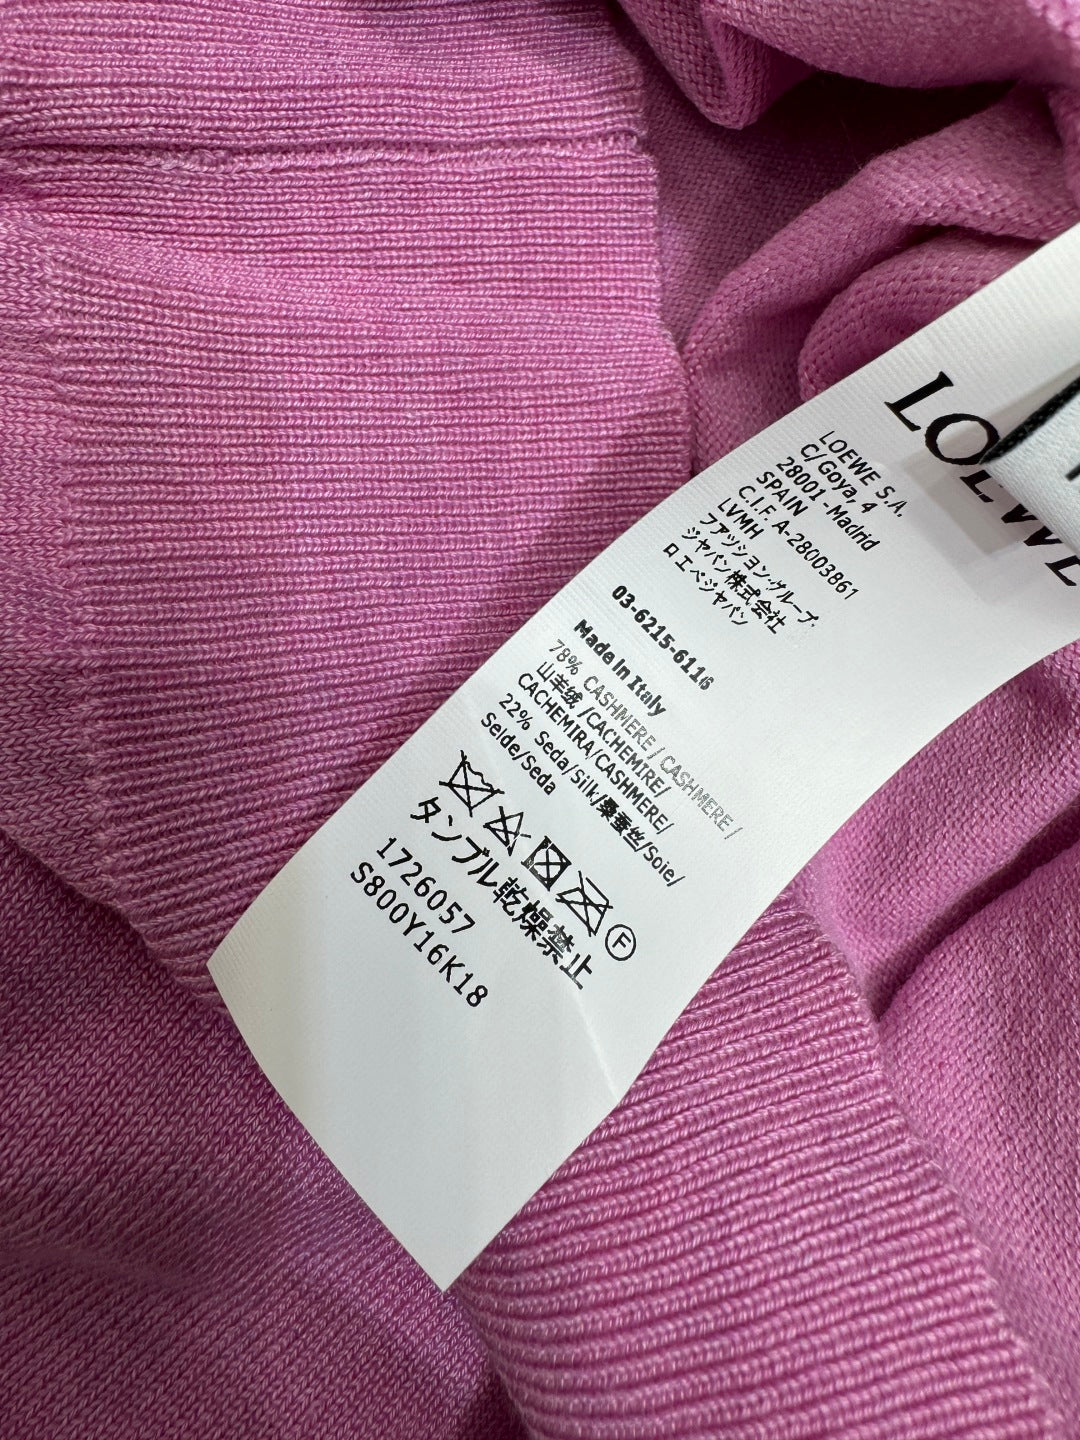 LOEWE
LOEWE S.A.
C/Goya, 4
28001-Madrid
SPAIN
C.I.F. A-28003861
LVMH
ファッション・グループ・
ジャパン株式会社
ロエベジャパン
03-6215-6116
Made in Italy
78% CASHMERE / CASHMERE /
山羊绒 /CACHEMIRE/
CACHEMIRA/CASHMERE/
22% Seda/Silk/桑蚕丝/Soie/
Seide/Seda
F
タンブル乾燥禁止
1726057
S800Y16K18